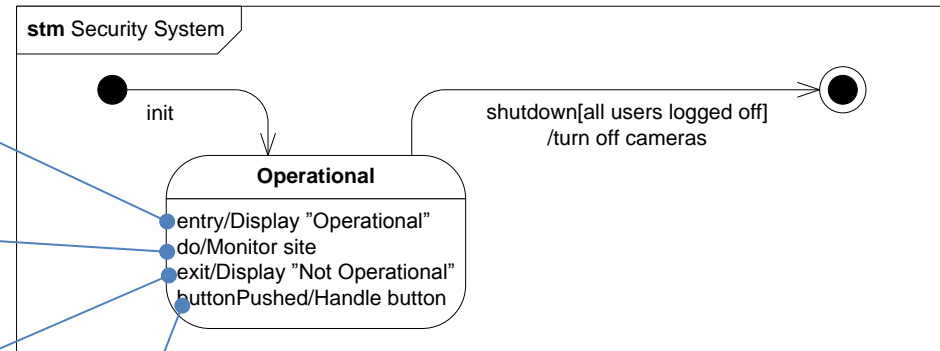 stm Security System
init
shutdown[all users logged off]
/turn off cameras
Operational
entry/Display ”Operational”
do/Monitor site
exit/Display ”Not Operational”
buttonPushed/Handle button